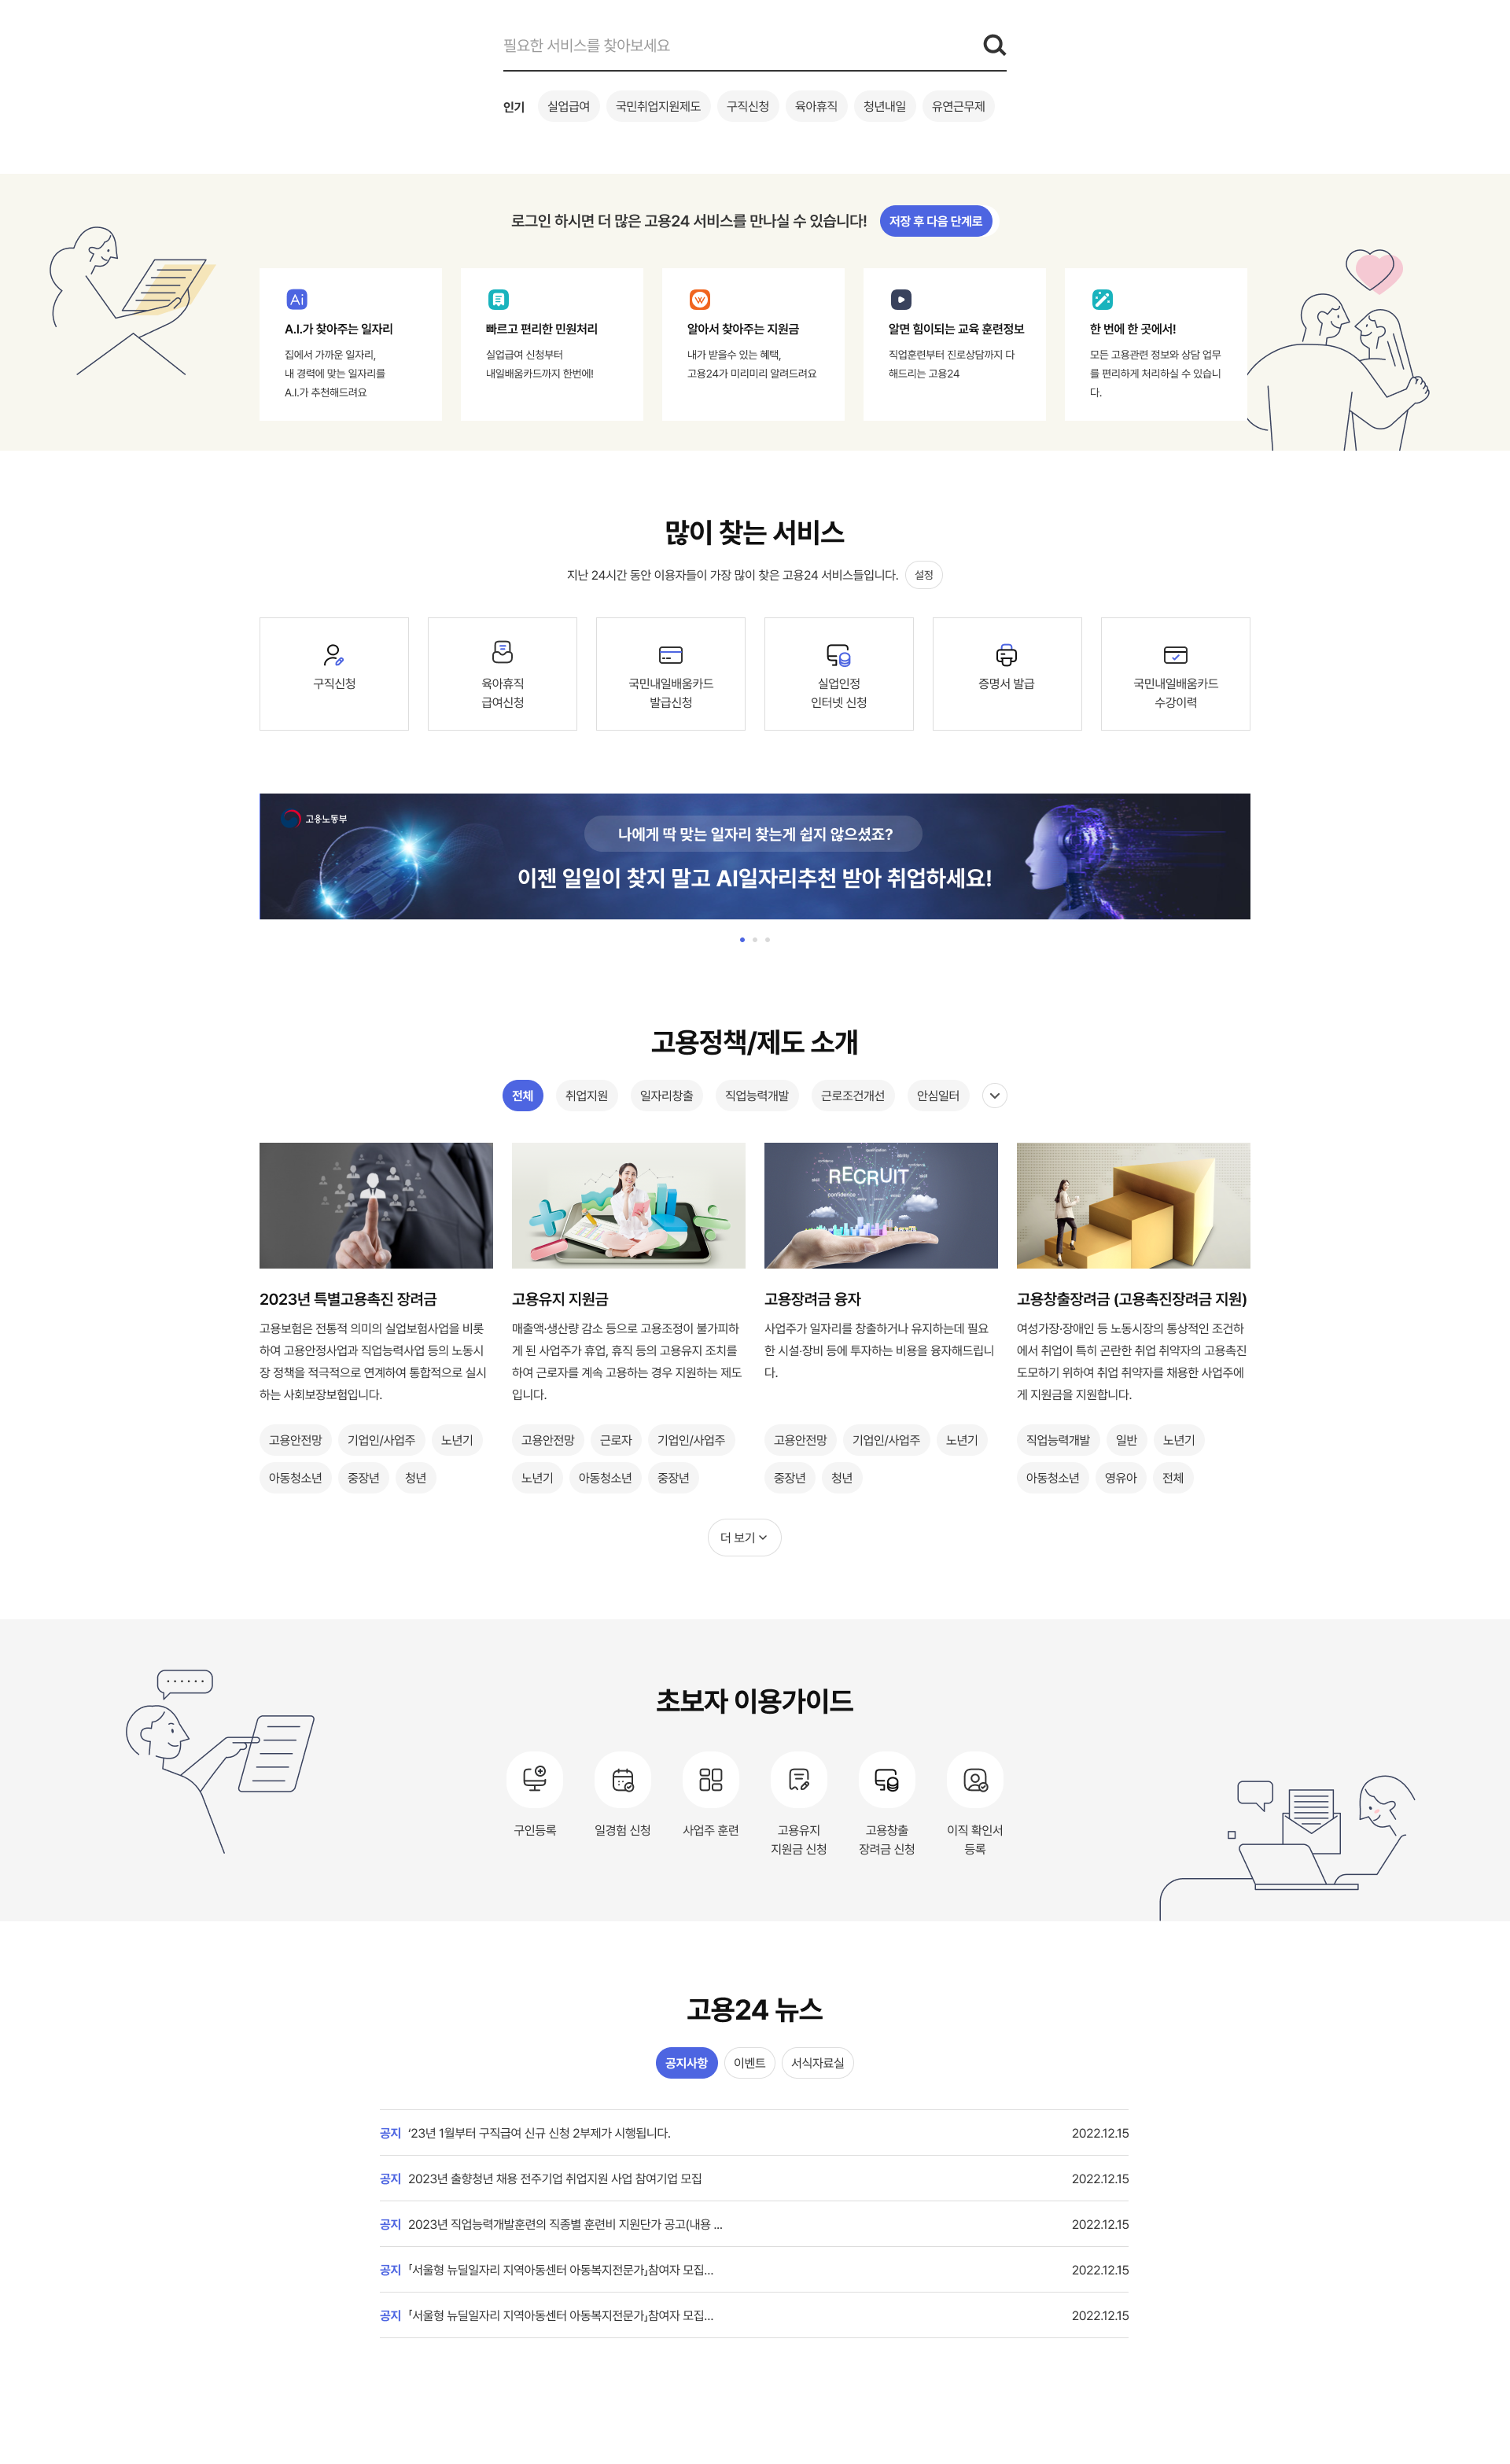 필요한 서비스를 찾아보세요
인기 실업급여 국민취업지원제도 구직신청 육아휴직 청년내일 유연근무제
로그인 하시면 더 많은 고용24 서비스를 만나실 수 있습니다! 저장 후 다음 단계로
Ai
A.I.가 찾아주는 일자리
집에서 가까운 일자리,
내 경력에 맞는 일자리를
A.I.가 추천해드려요
빠르고 편리한 민원처리
실업급여 신청부터
내일배움카드까지 한번에!
알아서 찾아주는 지원금
내가 받을수 있는 혜택,
고용24가 미리미리 알려드려요
알면 힘이되는 교육 훈련정보
직업훈련부터 진로상담까지 다
해드리는 고용24
한 번에 한 곳에서!
모든 고용관련 정보와 상담 업무
를 편리하게 처리하실 수 있습니
다.
많이 찾는 서비스
지난 24시간 동안 이용자들이 가장 많이 찾은 고용24 서비스들입니다. 설정
구직신청
육아휴직
급여신청
국민내일배움카드
발급신청
실업인정
인터넷 신청
증명서 발급
국민내일배움카드
수강이력
고용노동부
나에게 딱 맞는 일자리 찾는게 쉽지 않으셨죠?
이젠 일일이 찾지 말고 AI일자리추천 받아 취업하세요!
고용정책/제도 소개
전체 취업지원 일자리창출 직업능력개발 근로조건개선 안심일터
RECRUIT
confidence
2023년 특별고용촉진 장려금
고용보험은 전통적 의미의 실업보험사업을 비롯
하여 고용안정사업과 직업능력사업 등의 노동시
장 정책을 적극적으로 연계하여 통합적으로 실시
하는 사회보장보험입니다.
고용안전망 기업인/사업주 노년기
아동청소년 중장년 청년
고용유지 지원금
매출액·생산량 감소 등으로 고용조정이 불가피하
게 된 사업주가 휴업, 휴직 등의 고용유지 조치를
하여 근로자를 계속 고용하는 경우 지원하는 제도
입니다.
고용안전망 근로자 기업인/사업주
노년기 아동청소년 중장년
고용장려금 융자
사업주가 일자리를 창출하거나 유지하는데 필요
한 시설·장비 등에 투자하는 비용을 융자해드립니
다.
고용안전망 기업인/사업주 노년기
중장년 청년
고용창출장려금 (고용촉진장려금 지원)
여성가장·장애인 등 노동시장의 통상적인 조건하
에서 취업이 특히 곤란한 취업 취약자의 고용촉진
도모하기 위하여 취업 취약자를 채용한 사업주에
게 지원금을 지원합니다.
직업능력개발 일반 노년기
아동청소년 영유아 전체
더 보기
초보자 이용가이드
구인등록
일경험 신청
사업주 훈련
고용유지
지원금 신청
고용창출
장려금 신청
이직 확인서
등록
고용24 뉴스
공지사항 이벤트 서식자료실
공지 ‘23년 1월부터 구직급여 신규 신청 2부제가 시행됩니다. 2022.12.15
공지 2023년 출향청년 채용 전주기업 취업지원 사업 참여기업 모집 2022.12.15
공지 2023년 직업능력개발훈련의 직종별 훈련비 지원단가 공고(내용 ... 2022.12.15
공지 「서울형 뉴딜일자리 지역아동센터 아동복지전문가」참여자 모집... 2022.12.15
공지 「서울형 뉴딜일자리 지역아동센터 아동복지전문가」참여자 모집... 2022.12.15